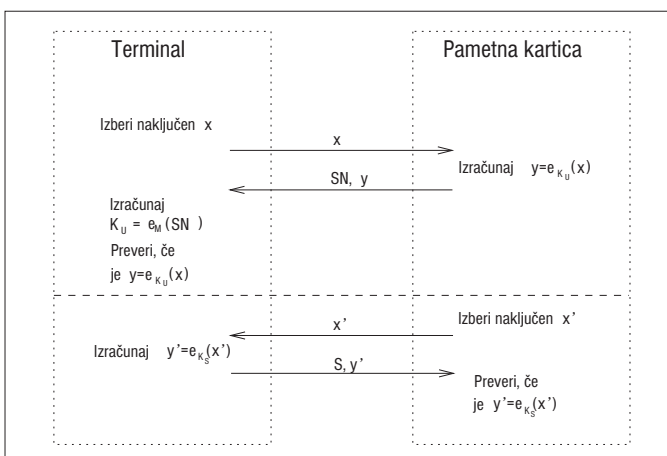 Terminal
Pametna kartica
Izberi naključen x
x
Izračunaj y=e_{K_U}(x)
SN, y
Izračunaj
K_U = e_M(SN )
Preveri, če
je y=e_{K_U}(x)
x’
Izberi naključen x’
Izračunaj y’=e_{K_S}(x’)
S, y’
Preveri, če
je y’=e_{K_S}(x’)